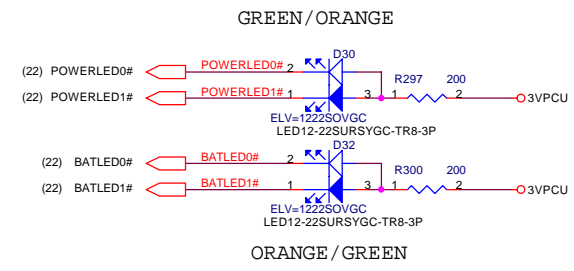 GREEN/ORANGE
D30
(22) POWERLED0# POWERLED0# 2
R297 200
(22) POWERLED1# POWERLED1# 1 3 1 2 3VPCU
ELV=1222SOVGC
LED12-22SURSYGC-TR8-3P
D32
(22) BATLED0# BATLED0# 2
R300 200
(22) BATLED1# BATLED1# 1 3 1 2 3VPCU
ELV=1222SOVGC
LED12-22SURSYGC-TR8-3P
ORANGE/GREEN